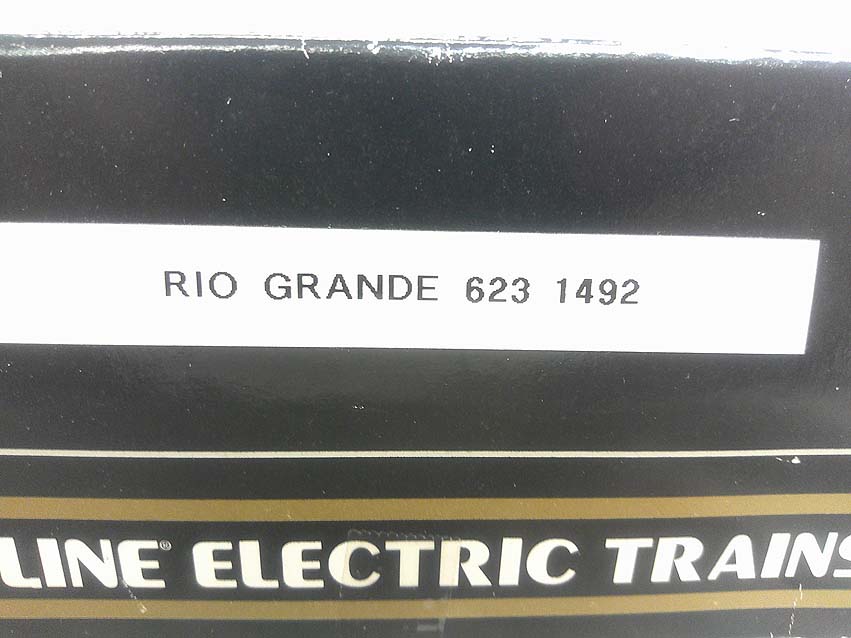 RIO GRANDE 623 1492
LINE® ELECTRIC TRAINS